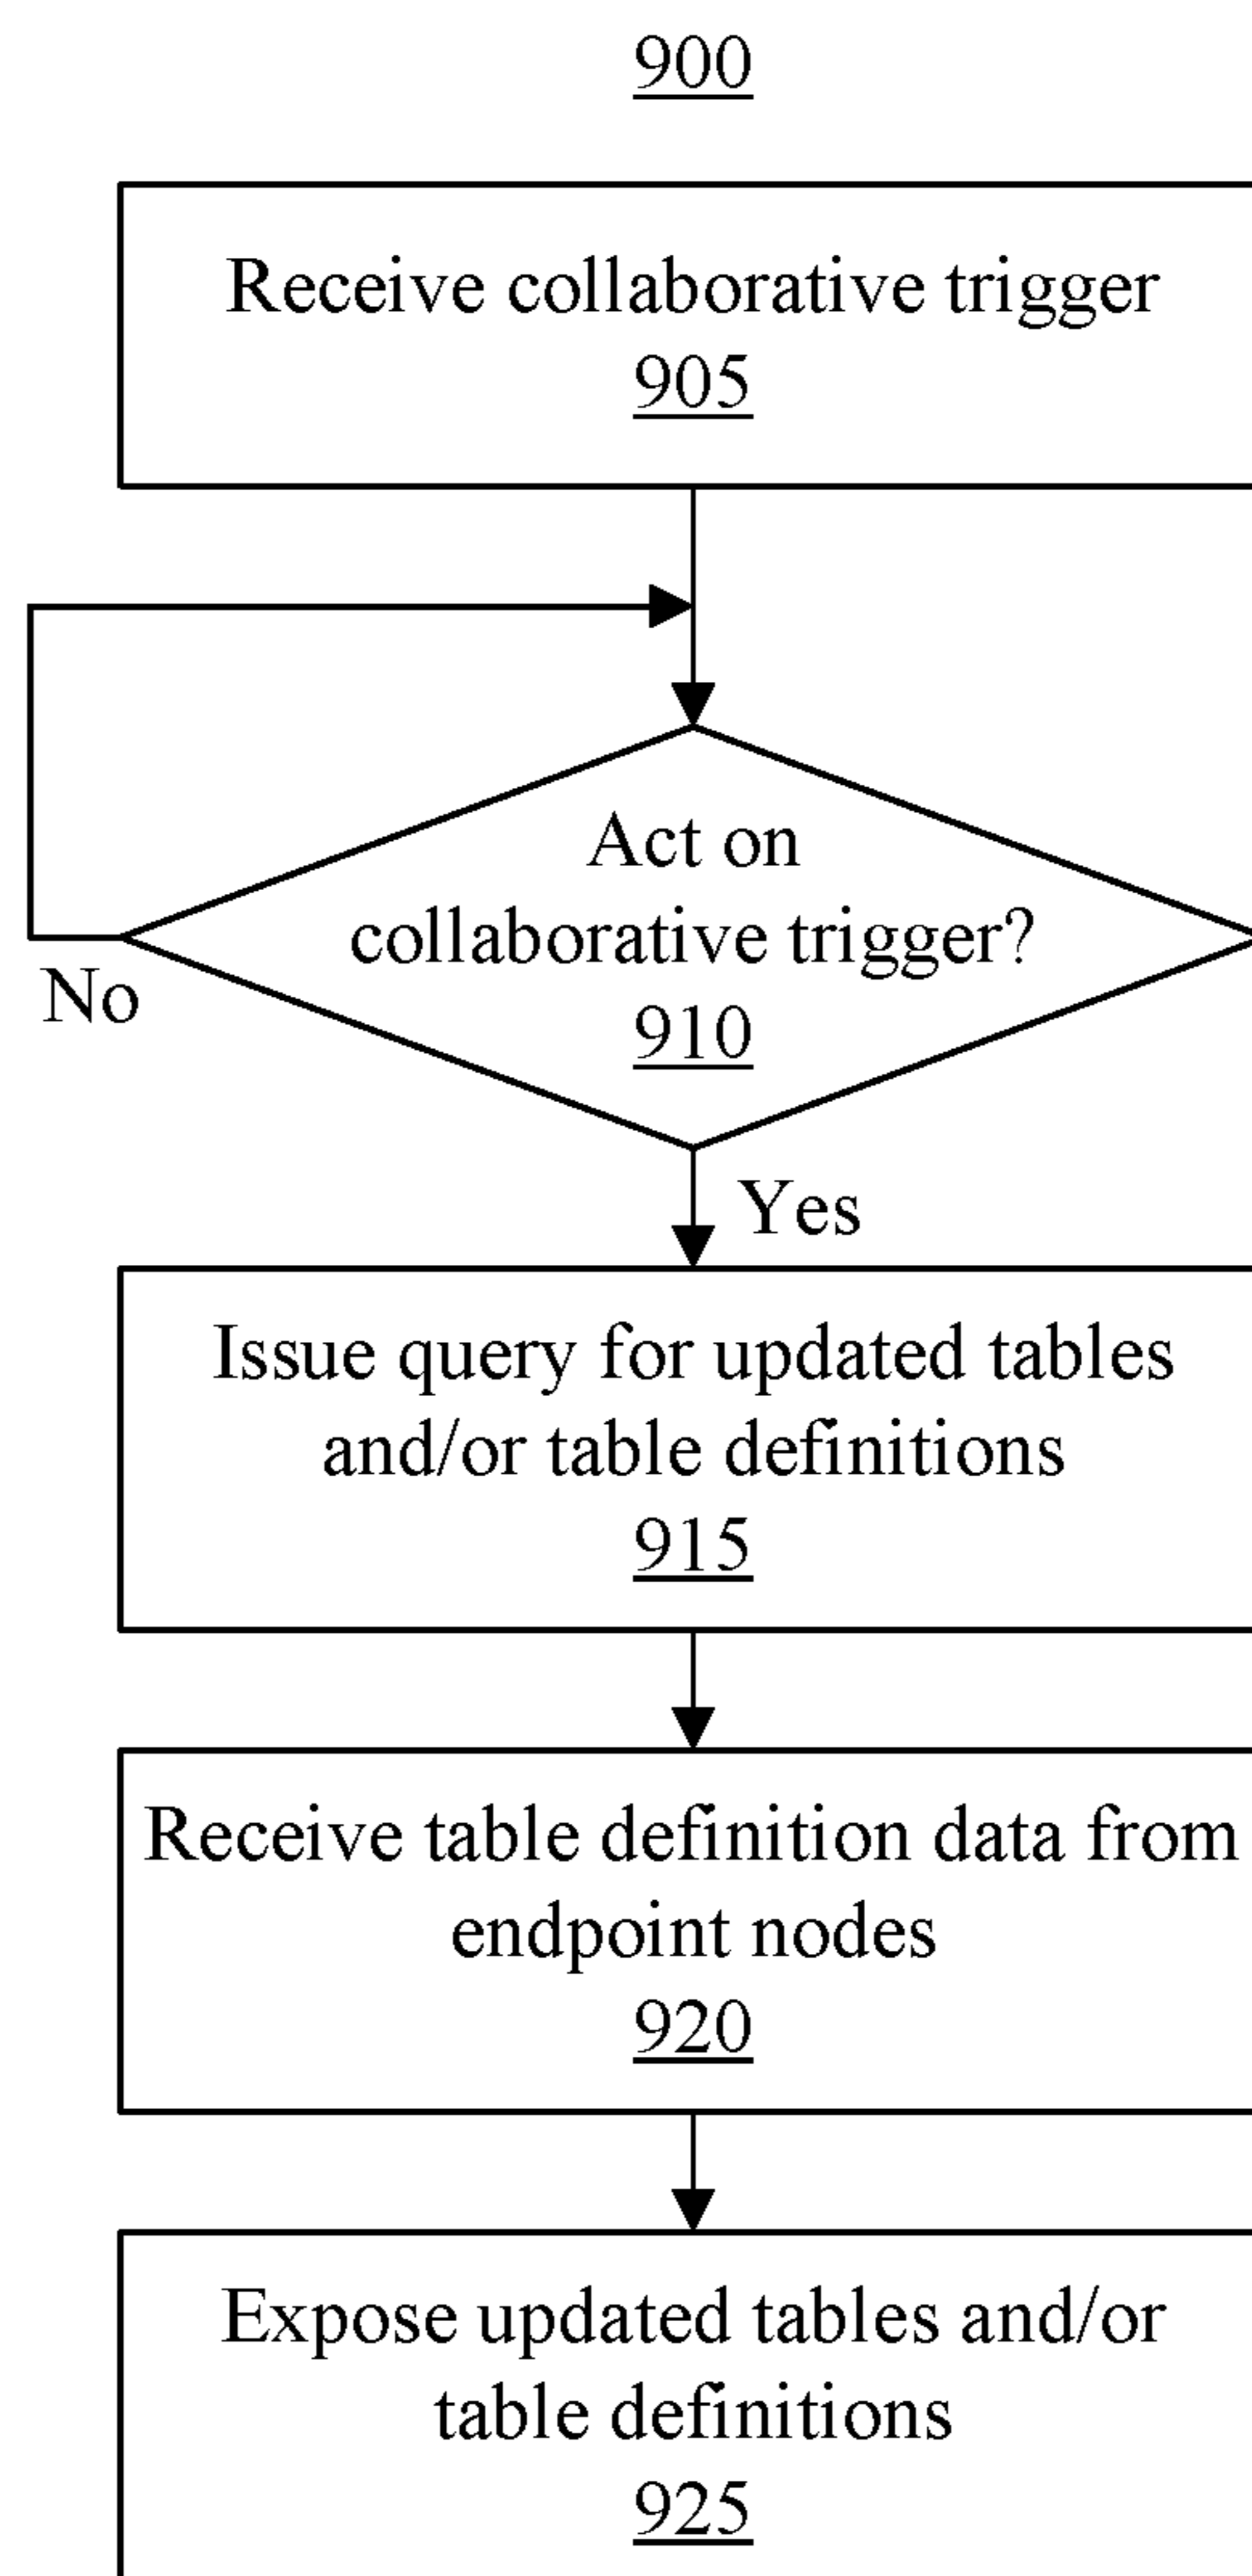 900
Receive collaborative trigger
905
Act on
collaborative trigger?
910
No
Yes
Issue query for updated tables
and/or table definitions
915
Receive table definition data from
endpoint nodes
920
Expose updated tables and/or
table definitions
925